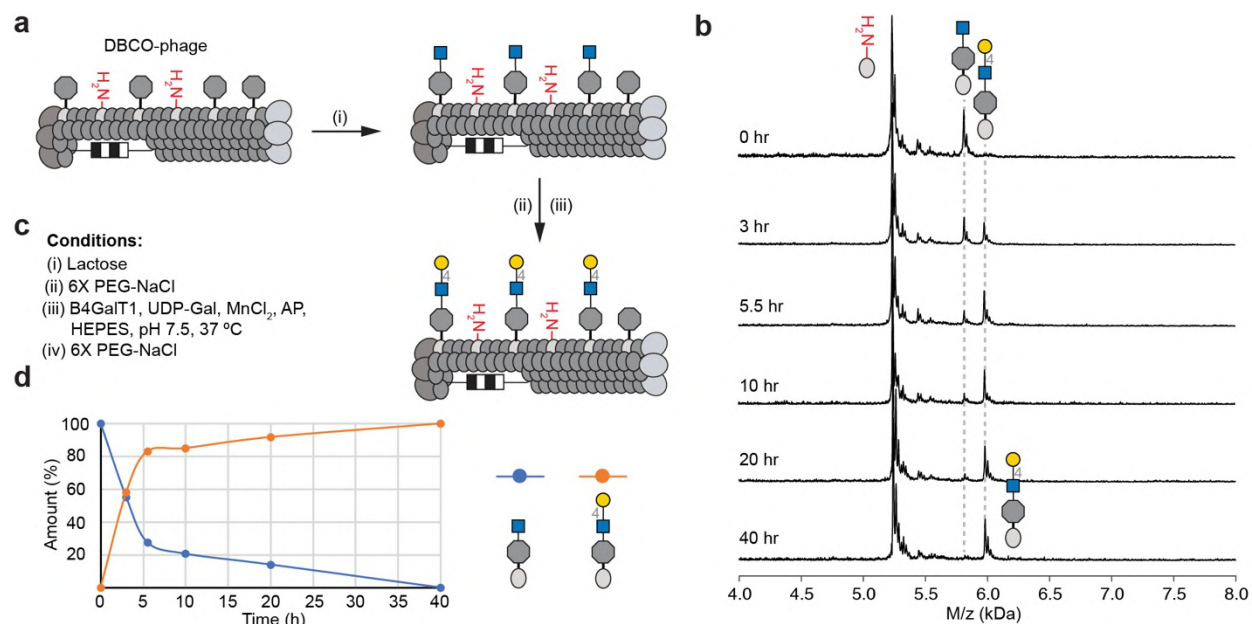 a
DBCO-phage
H₂N
H₂N
(i)
H₂N
H₂N
(ii)
(iii)
c
Conditions:
(i) Lactose
(ii) 6X PEG-NaCl
(iii) B4GalT1, UDP-Gal, MnCl₂, AP,
HEPES, pH 7.5, 37 ºC
(iv) 6X PEG-NaCl
4
4
4
H₂N
H₂N
d
Amount (%)
100
80
60
40
20
0
5
10
15
20
25
30
35
40
Time (h)
4
b
H₂N
4
0 hr
3 hr
5.5 hr
10 hr
20 hr
4
40 hr
4.0
4.5
5.0
5.5
6.0
6.5
7.0
7.5
8.0
M/z (kDa)